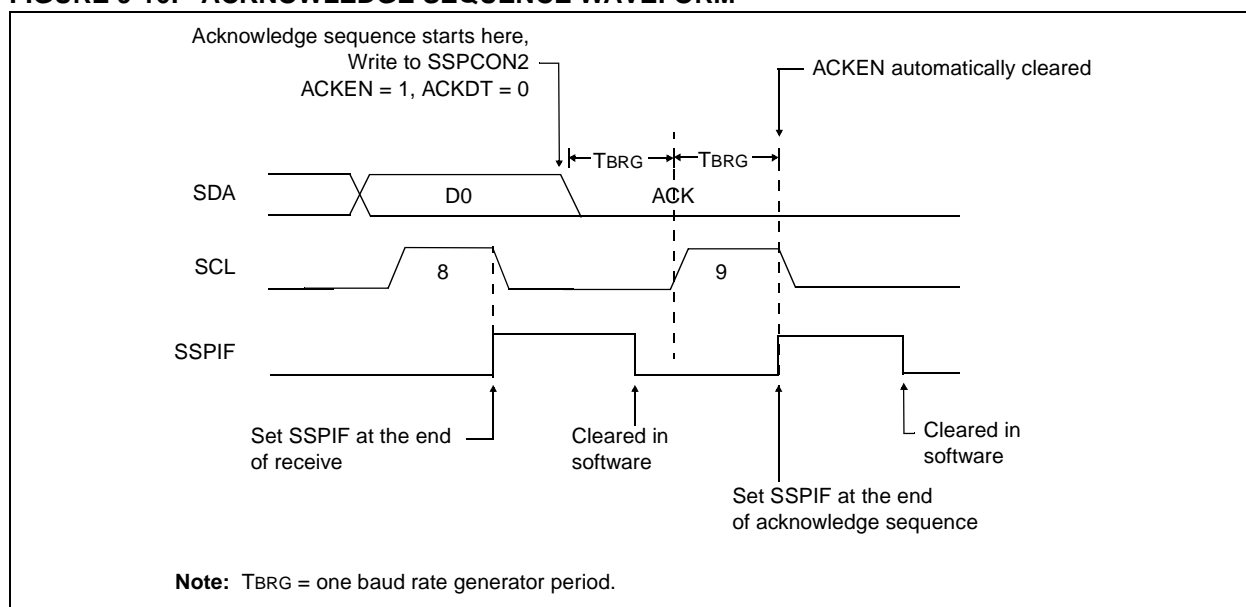 Acknowledge sequence starts here,
Write to SSPCON2
ACKEN = 1, ACKDT = 0
ACKEN automatically cleared
TBRG
TBRG
SDA
D0
ACK
SCL
8
9
SSPIF
Set SSPIF at the end
of receive
Cleared in
software
Cleared in
software
Set SSPIF at the end
of acknowledge sequence
Note: TBRG = one baud rate generator period.